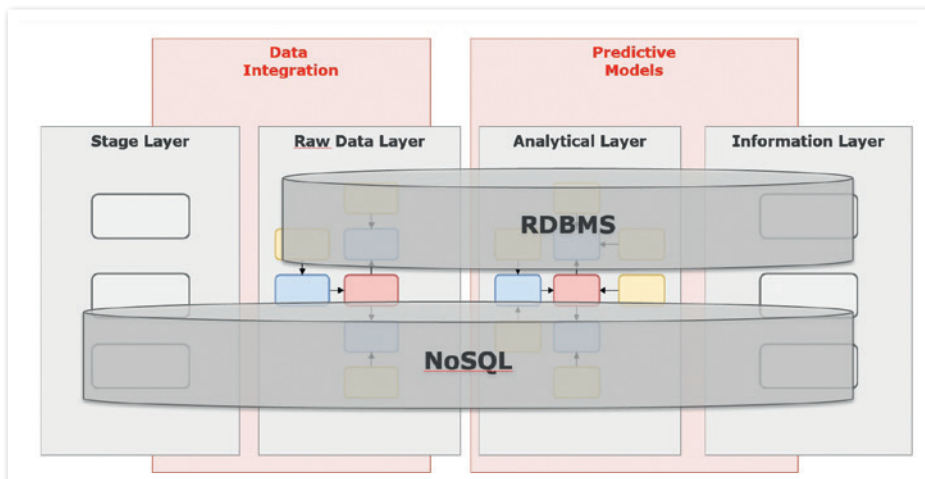 Data
Integration
Predictive
Models
Stage Layer
Raw Data Layer
Analytical Layer
Information Layer
RDBMS
NoSQL